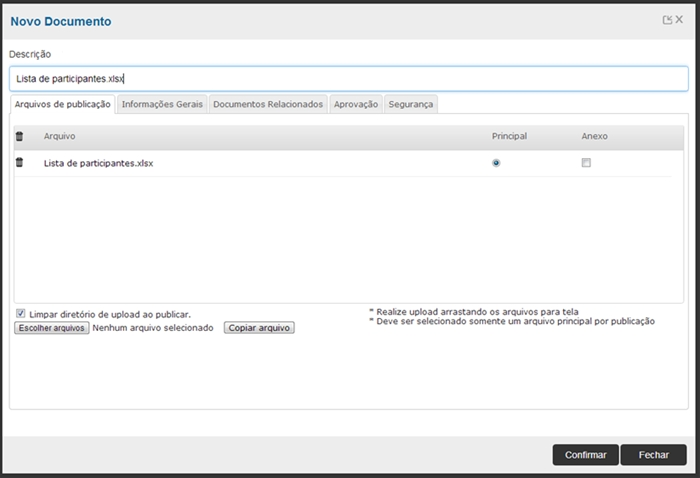 Novo Documento
Descrição
Lista de participantes.xlsx
Arquivos de publicação Informações Gerais Documentos Relacionados Aprovação Segurança
Arquivo Principal Anexo
Lista de participantes.xlsx
Limpar diretório de upload ao publicar.
* Realize upload arrastando os arquivos para tela
Escolher arquivos Nenhum arquivo selecionado Copiar arquivo
* Deve ser selecionado somente um arquivo principal por publicação
Confirmar Fechar